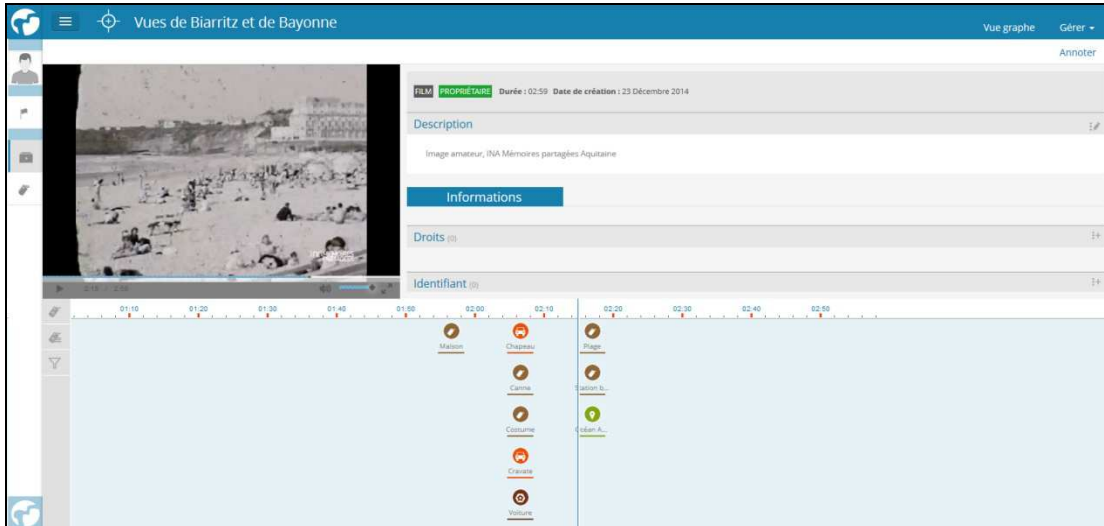 Vues de Biarritz et de Bayonne
Vue graphe Gérer
Annoter
FILM PROPRIÉTAIRE Durée : 02:59 Date de création : 23 Décembre 2014
Description
Image amateur, INA Mémoires partagées Aquitaine
Informations
Droits (0)
Identifiant (0)
01:10 01:20 01:30 01:40 01:50 02:00 02:10 02:20 02:30 02:40 02:50
Maison Chapeau Plage
Canne Station b...
Costume Océan A...
Cravate
Voiture